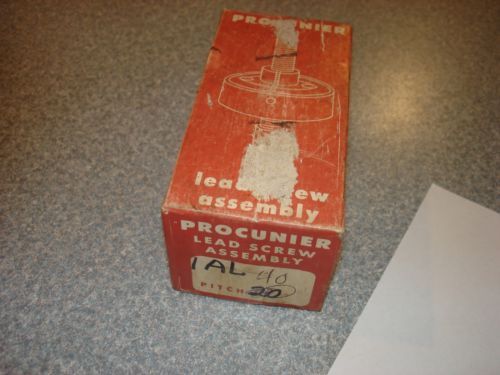 PROCUNIER
lead screw
assembly
PROCUNIER
LEAD SCREW
ASSEMBLY
1AL 40
PITCH 20